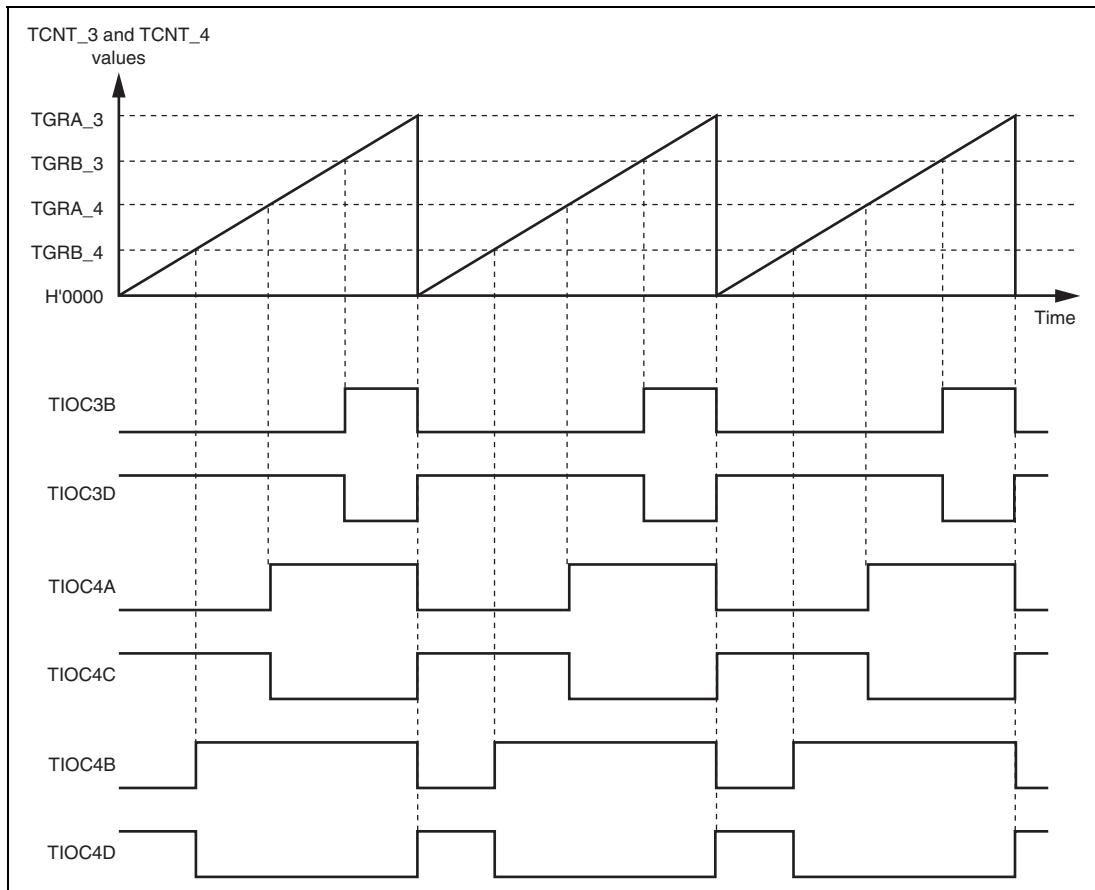 TCNT_3 and TCNT_4
values
TGRA_3
TGRB_3
TGRA_4
TGRB_4
H'0000
Time
TIOC3B
TIOC3D
TIOC4A
TIOC4C
TIOC4B
TIOC4D